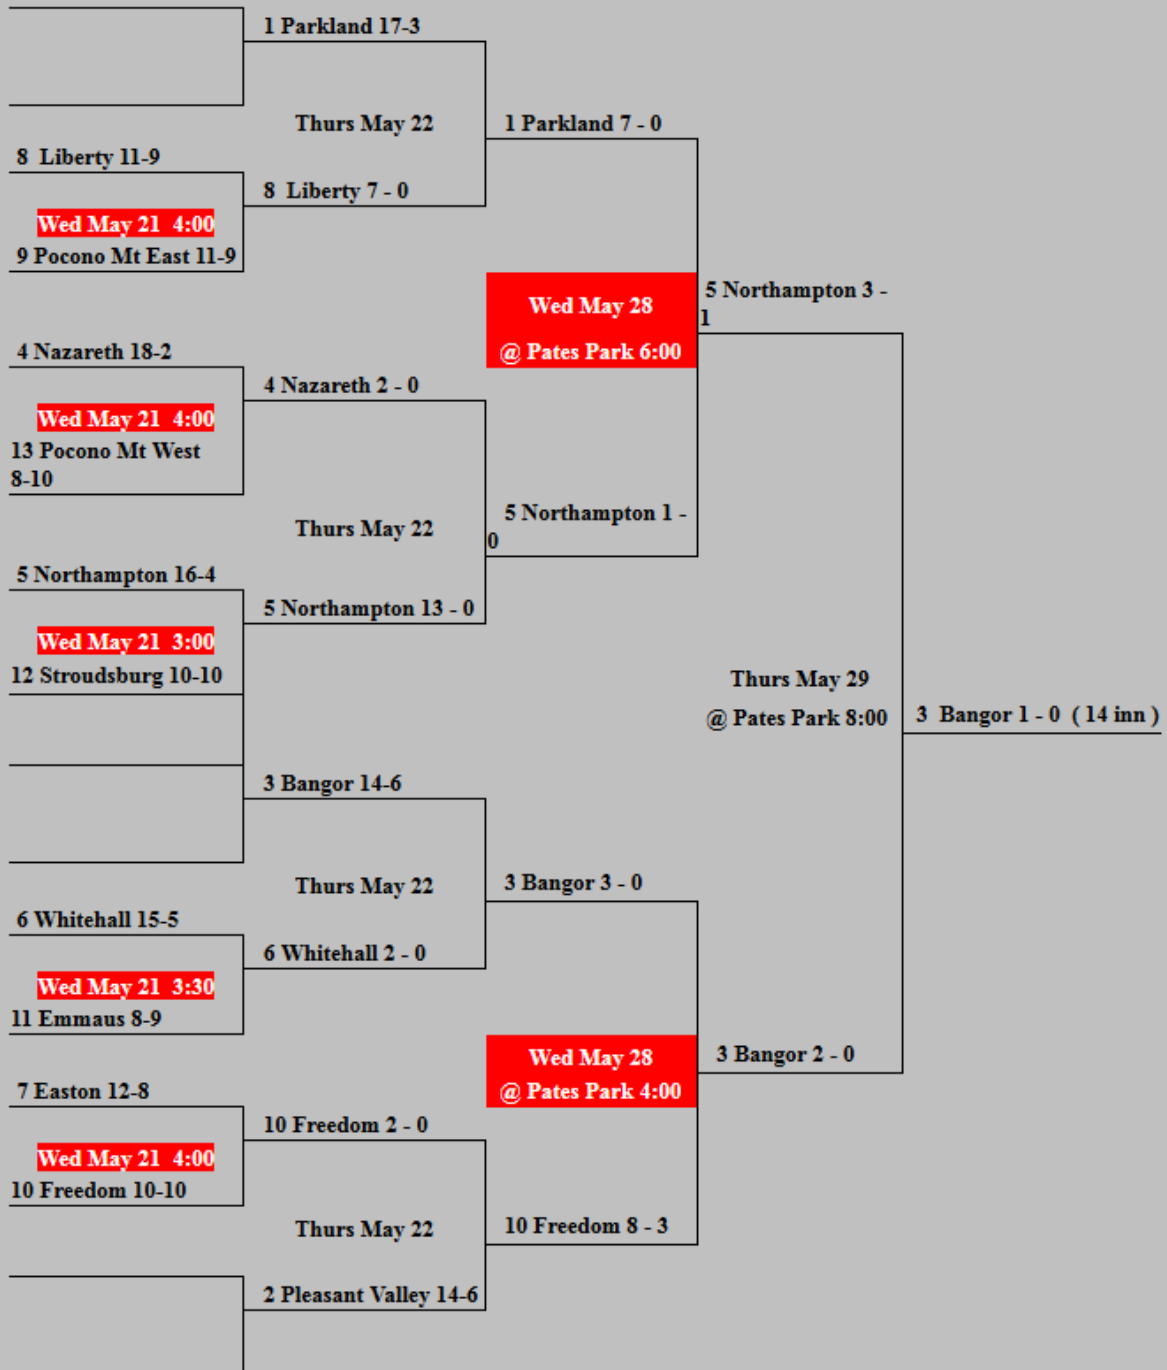 1 Parkland 17-3
Thurs May 22
1 Parkland 7 - 0
8 Liberty 11-9
8 Liberty 7 - 0
Wed May 21 4:00
9 Pocono Mt East 11-9
Wed May 28
@ Pates Park 6:00
5 Northampton 3 -
1
4 Nazareth 18-2
4 Nazareth 2 - 0
Wed May 21 4:00
13 Pocono Mt West
8-10
Thurs May 22
5 Northampton 1 -
0
5 Northampton 16-4
5 Northampton 13 - 0
Wed May 21 3:00
12 Stroudsburg 10-10
Thurs May 29
@ Pates Park 8:00
3 Bangor 1 - 0 ( 14 inn )
3 Bangor 14-6
Thurs May 22
3 Bangor 3 - 0
6 Whitehall 15-5
6 Whitehall 2 - 0
Wed May 21 3:30
11 Emmaus 8-9
Wed May 28
@ Pates Park 4:00
3 Bangor 2 - 0
7 Easton 12-8
10 Freedom 2 - 0
Wed May 21 4:00
10 Freedom 10-10
Thurs May 22
10 Freedom 8 - 3
2 Pleasant Valley 14-6